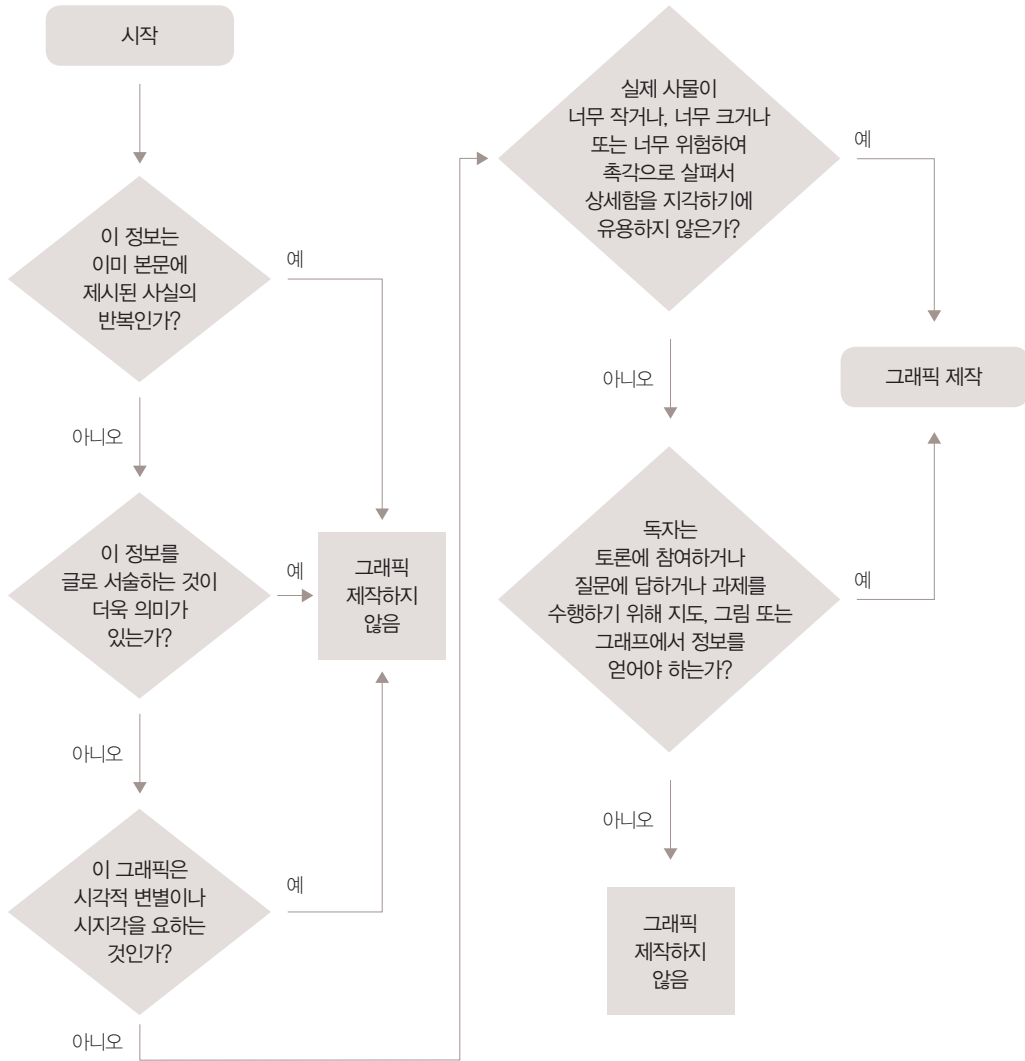 시작
이 정보는
이미 본문에
제시된 사실의
반복인가?
예
아니오
이 정보를
글로 서술하는 것이
더욱 의미가
있는가?
예
그래픽
제작하지
않음
아니오
이 그래픽은
시각적 변별이나
시지각을 요하는
것인가?
예
아니오
실제 사물이
너무 작거나, 너무 크거나
또는 너무 위험하여
촉각으로 살펴서
상세함을 지각하기에
유용하지 않은가?
예
그래픽 제작
아니오
독자는
토론에 참여하거나
질문에 답하거나 과제를
수행하기 위해 지도, 그림 또는
그래프에서 정보를
얻어야 하는가?
예
아니오
그래픽
제작하지
않음